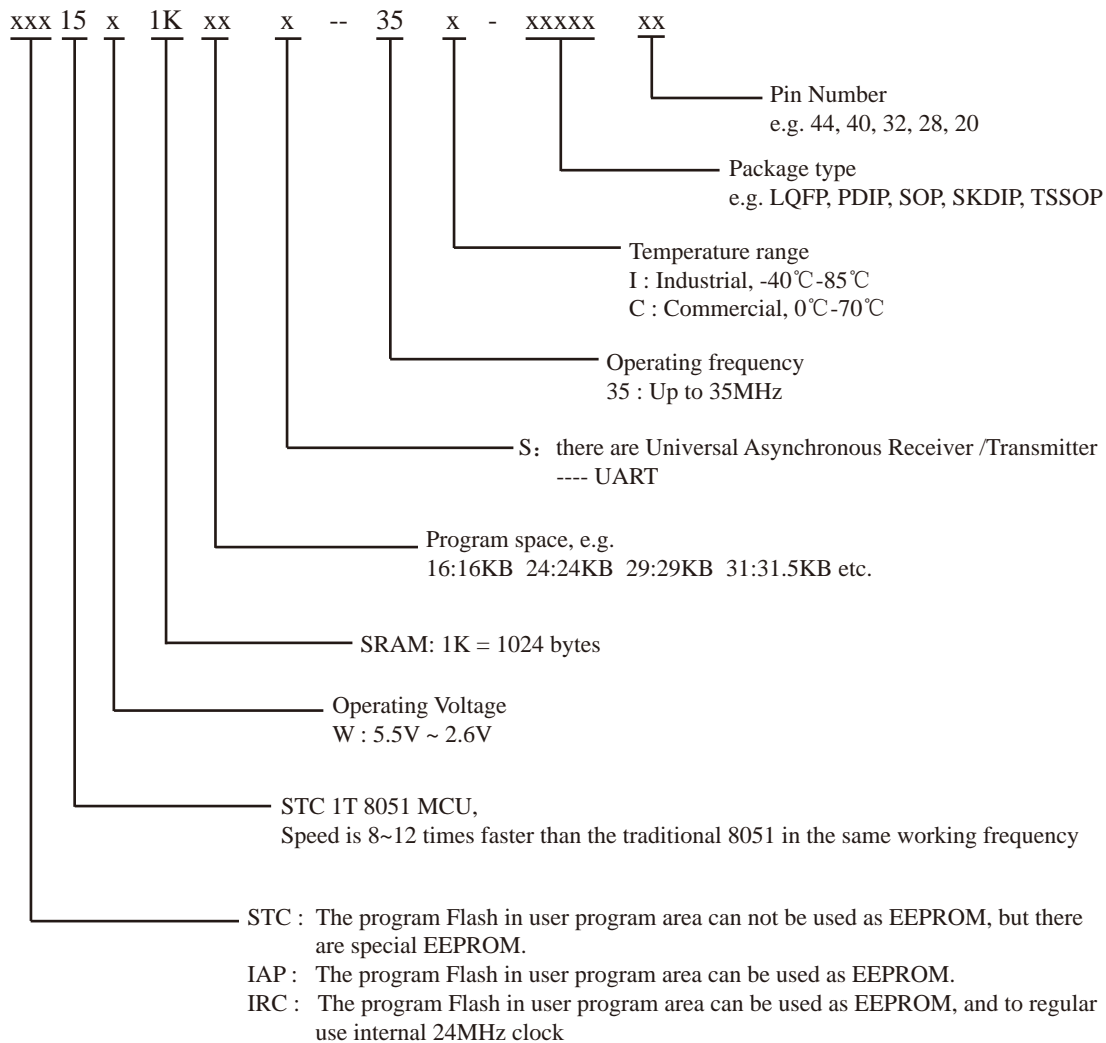 xxx 15 x 1K xx x -- 35 x - xxxxx xx
Pin Number
e.g. 44, 40, 32, 28, 20
Package type
e.g. LQFP, PDIP, SOP, SKDIP, TSSOP
Temperature range
I : Industrial, -40℃-85℃
C : Commercial, 0℃-70℃
Operating frequency
35 : Up to 35MHz
S： there are Universal Asynchronous Receiver /Transmitter
---- UART
Program space, e.g.
16:16KB 24:24KB 29:29KB 31:31.5KB etc.
SRAM: 1K = 1024 bytes
Operating Voltage
W : 5.5V ~ 2.6V
STC 1T 8051 MCU,
Speed is 8~12 times faster than the traditional 8051 in the same working frequency
STC : The program Flash in user program area can not be used as EEPROM, but there
are special EEPROM.
IAP : The program Flash in user program area can be used as EEPROM.
IRC : The program Flash in user program area can be used as EEPROM, and to regular
use internal 24MHz clock